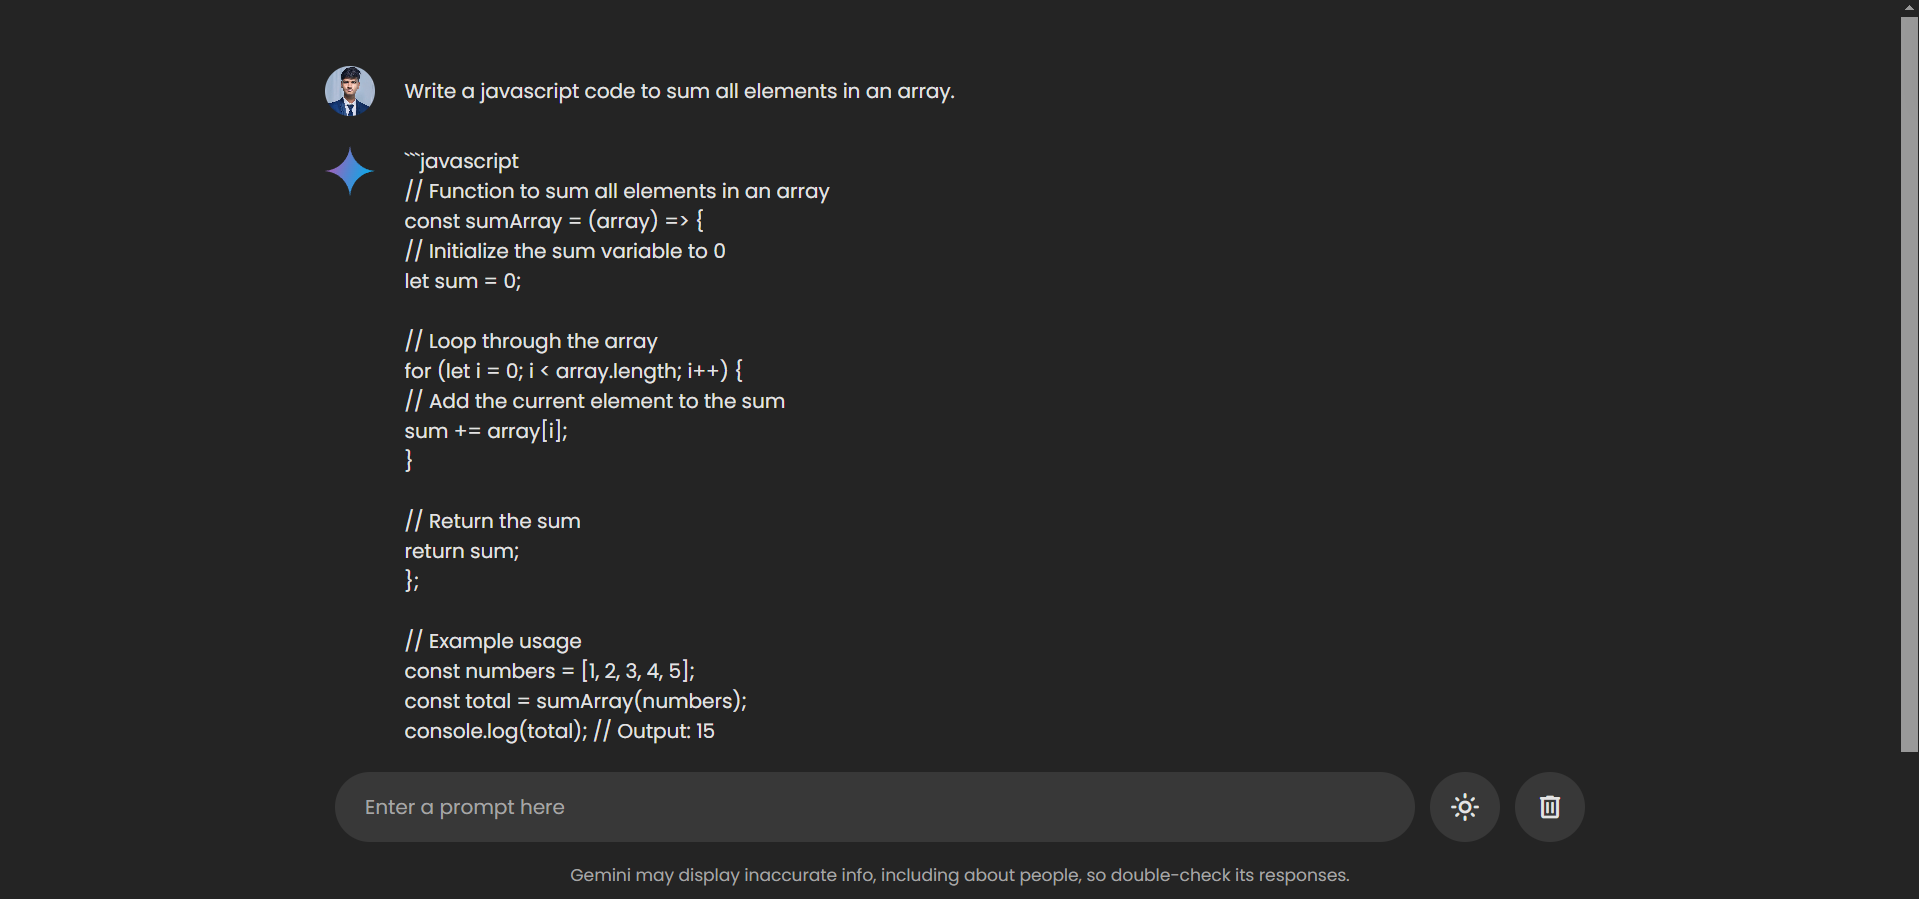 Write a javascript code to sum all elements in an array.
```javascript
// Function to sum all elements in an array
const sumArray = (array) => {
// Initialize the sum variable to 0
let sum = 0;
// Loop through the array
for (let i = 0; i < array.length; i++) {
// Add the current element to the sum
sum += array[i];
}
// Return the sum
return sum;
};
// Example usage
const numbers = [1, 2, 3, 4, 5];
const total = sumArray(numbers);
console.log(total); // Output: 15
Enter a prompt here
Gemini may display inaccurate info, including about people, so double-check its responses.